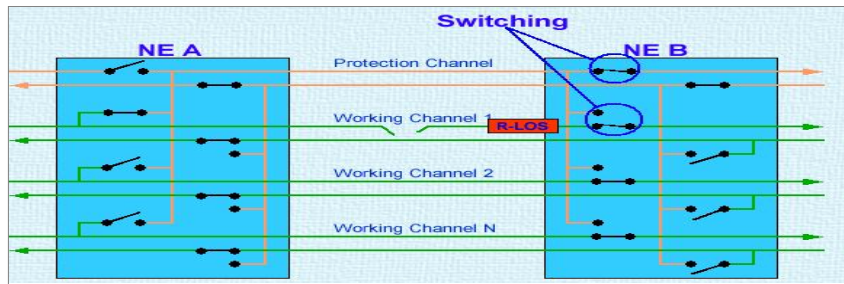 Switching
NE A
NE B
Protection Channel
Working Channel 1
R-LOS
Working Channel 2
Working Channel N